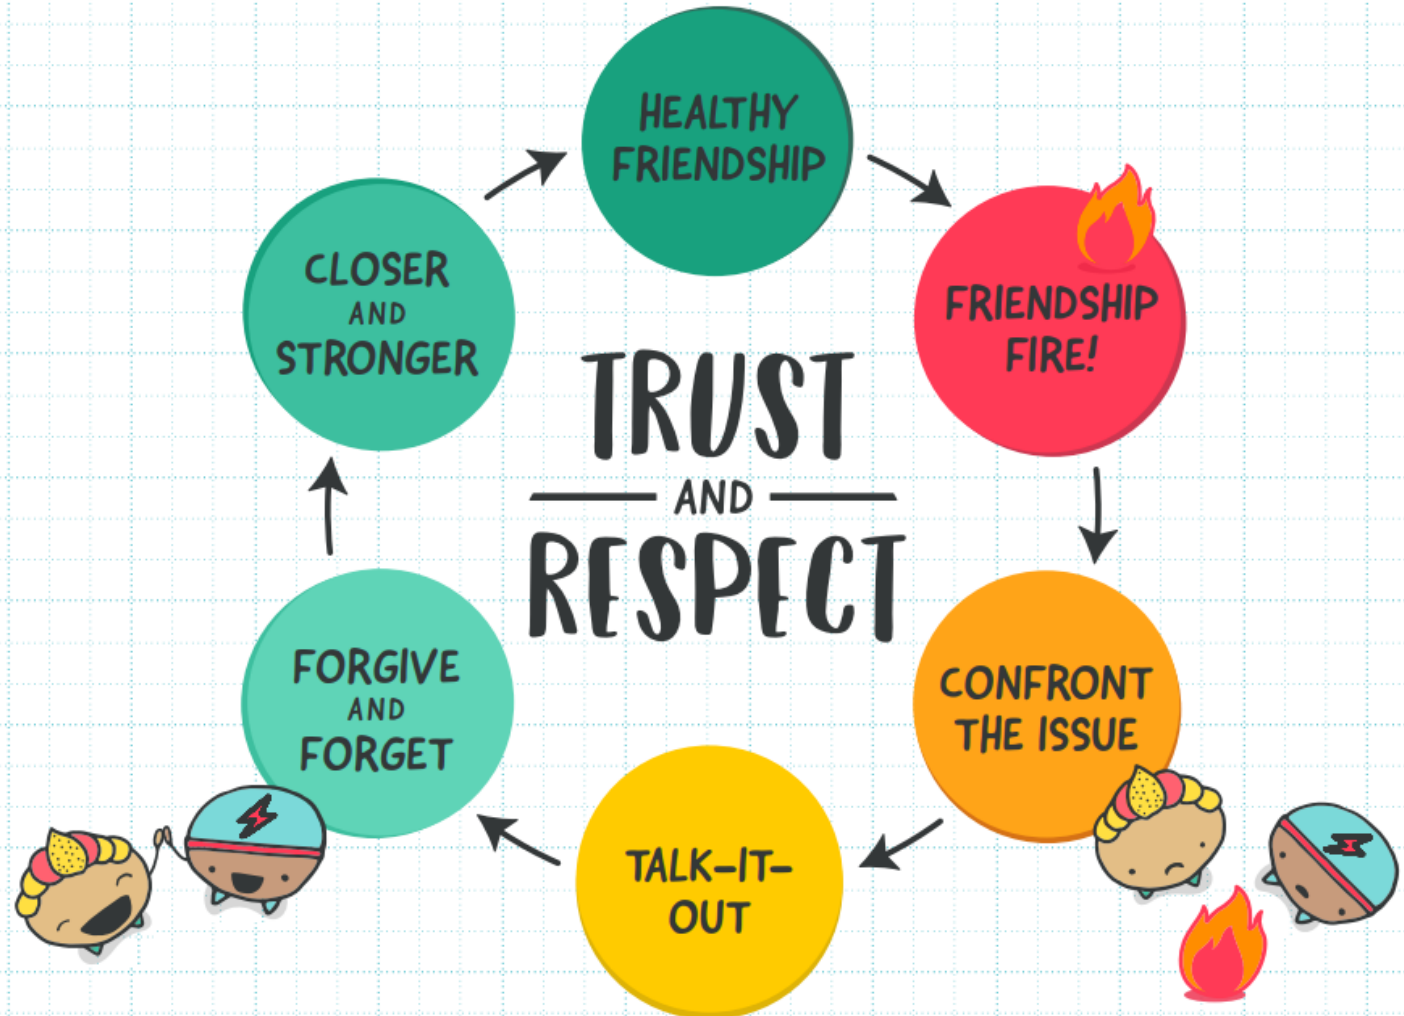 HEALTHY
FRIENDSHIP
FRIENDSHIP
FIRE!
CONFRONT
THE ISSUE
TALK-IT-
OUT
FORGIVE
AND
FORGET
CLOSER
AND
STRONGER
TRUST
AND
RESPECT